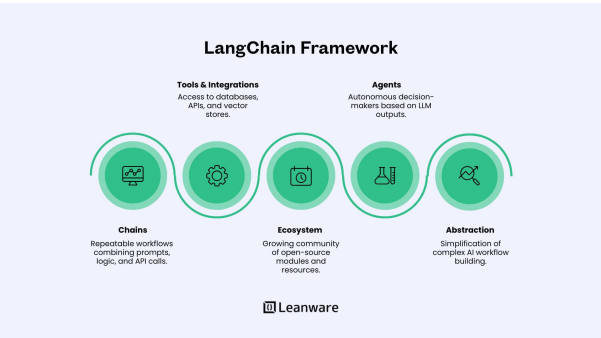 LangChain Framework
Tools & Integrations
Access to databases,
APIs, and vector
stores.
Agents
Autonomous decision-
makers based on LLM
outputs.
Chains
Repeatable workflows
combining prompts,
logic, and API calls.
Ecosystem
Growing community
of open-source
modules and
resources.
Abstraction
Simplification of
complex AI workflow
building.
Leanware